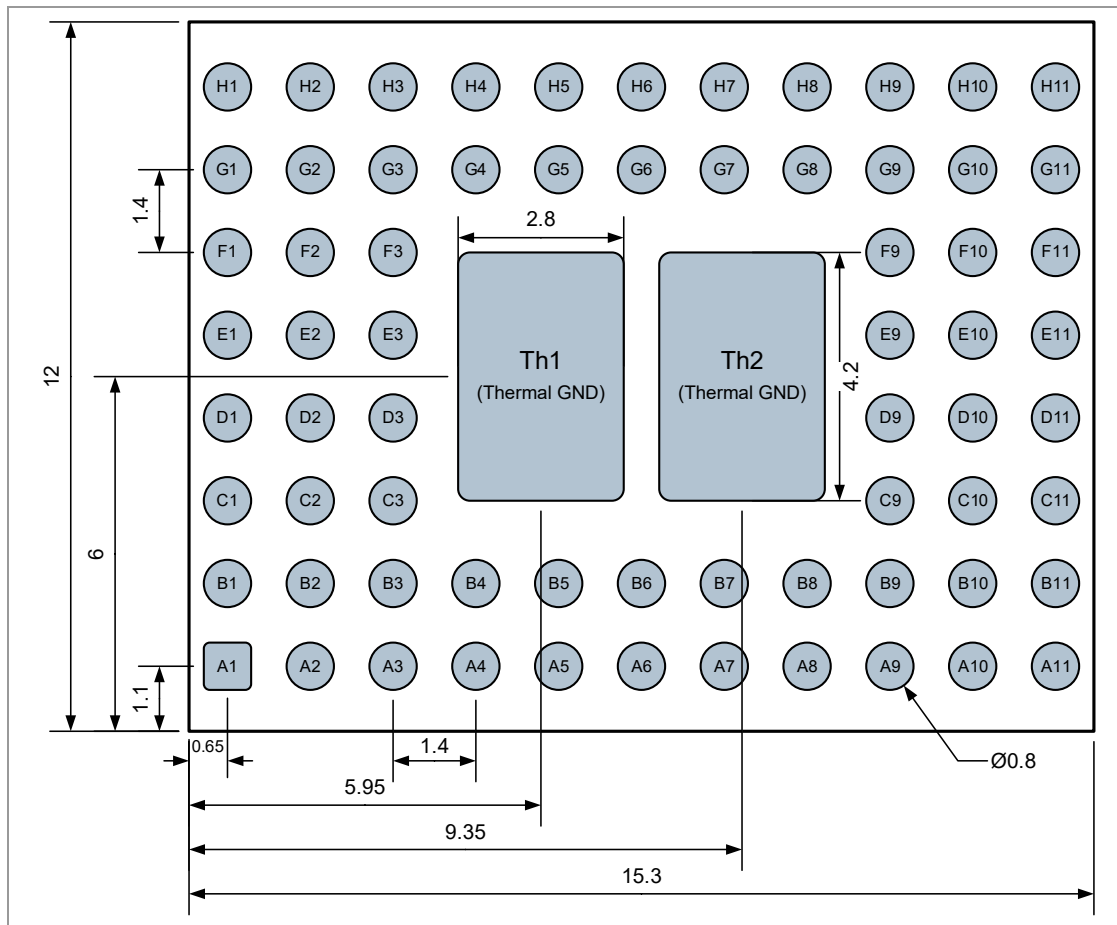 H1 H2 H3 H4 H5 H6 H7 H8 H9 H10 H11
G1 G2 G3 G4 G5 G6 G7 G8 G9 G10 G11
1.4
2.8
F1 F2 F3 F9 F10 F11
E1 E2 E3 E9 E10 E11
Th1 Th2
(Thermal GND) (Thermal GND)
4.2
12
D1 D2 D3 D9 D10 D11
C1 C2 C3 C9 C10 C11
6
B1 B2 B3 B4 B5 B6 B7 B8 B9 B10 B11
A1 A2 A3 A4 A5 A6 A7 A8 A9 A10 A11
1.1
0.65
1.4
Ø0.8
5.95
9.35
15.3